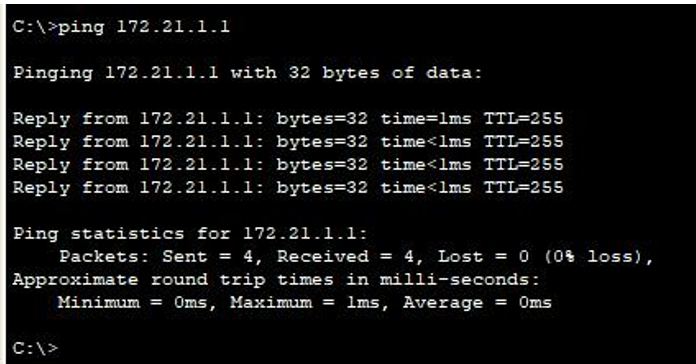 C:\>ping 172.21.1.1
Pinging 172.21.1.1 with 32 bytes of data:
Reply from 172.21.1.1: bytes=32 time=1ms TTL=255
Reply from 172.21.1.1: bytes=32 time<1ms TTL=255
Reply from 172.21.1.1: bytes=32 time<1ms TTL=255
Reply from 172.21.1.1: bytes=32 time<1ms TTL=255
Ping statistics for 172.21.1.1:
    Packets: Sent = 4, Received = 4, Lost = 0 (0% loss),
Approximate round trip times in milli-seconds:
    Minimum = 0ms, Maximum = 1ms, Average = 0ms
C:\>